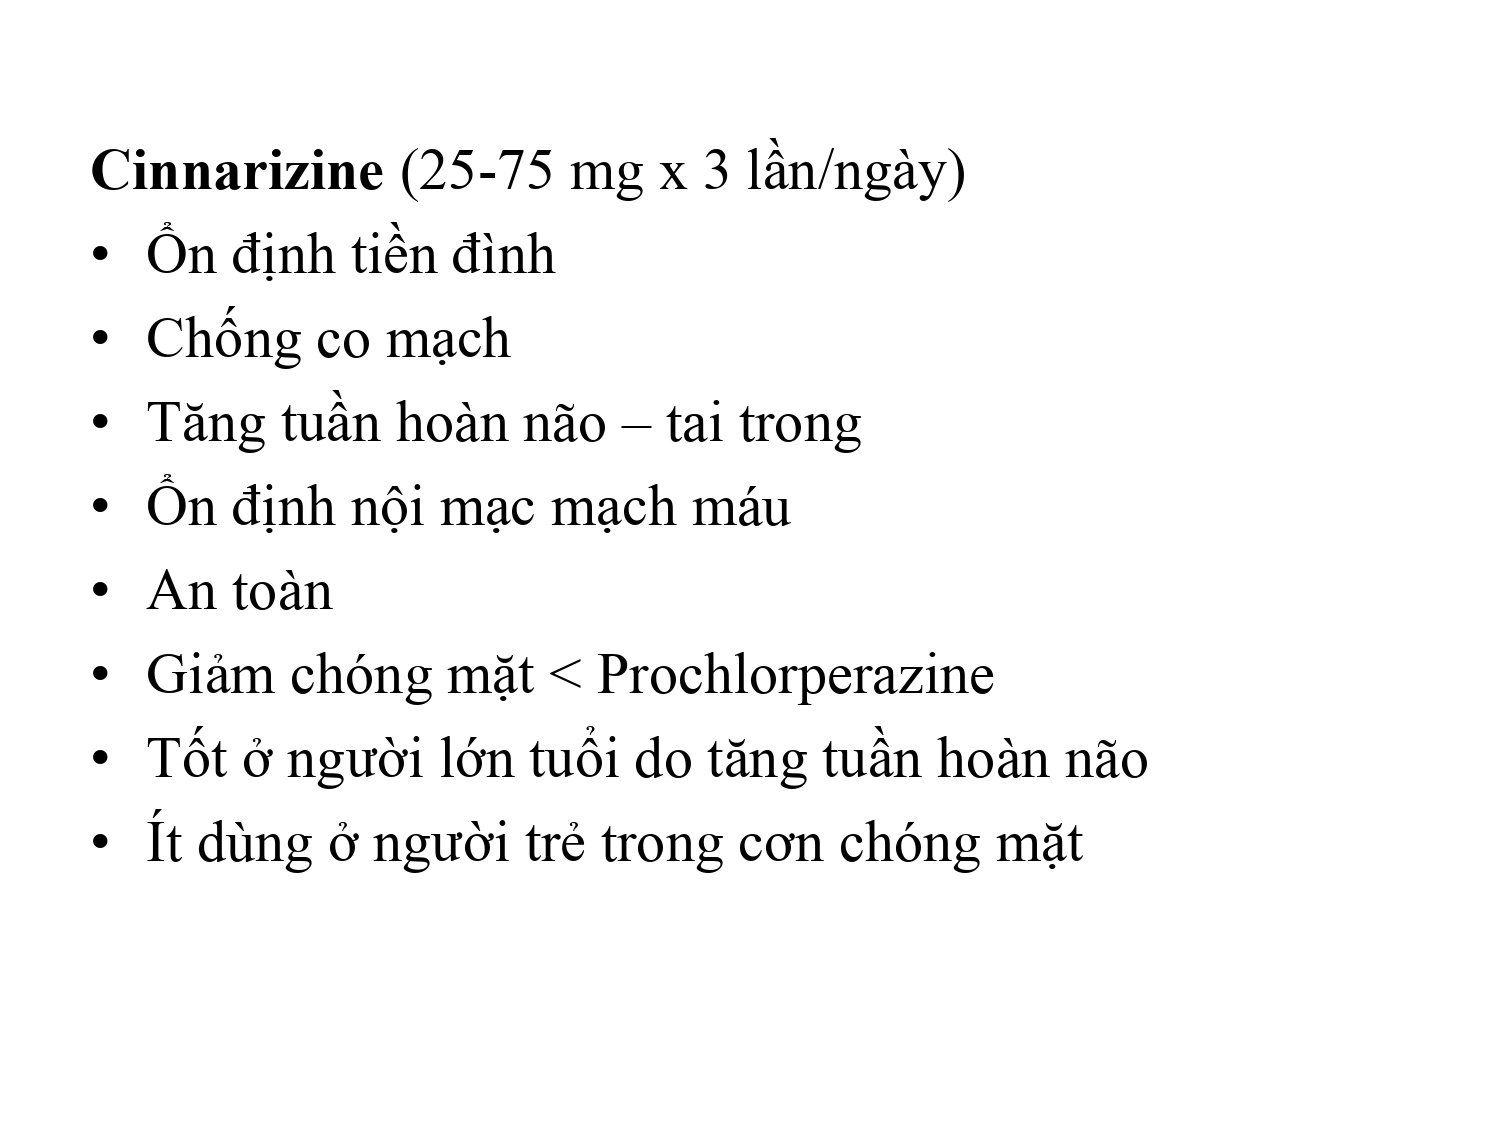 Cinnarizine (25-75 mg x 3 lần/ngày)
• Ổn định tiền đình
• Chống co mạch
• Tăng tuần hoàn não – tai trong
• Ổn định nội mạc mạch máu
• An toàn
• Giảm chóng mặt < Prochlorperazine
• Tốt ở người lớn tuổi do tăng tuần hoàn não
• Ít dùng ở người trẻ trong cơn chóng mặt